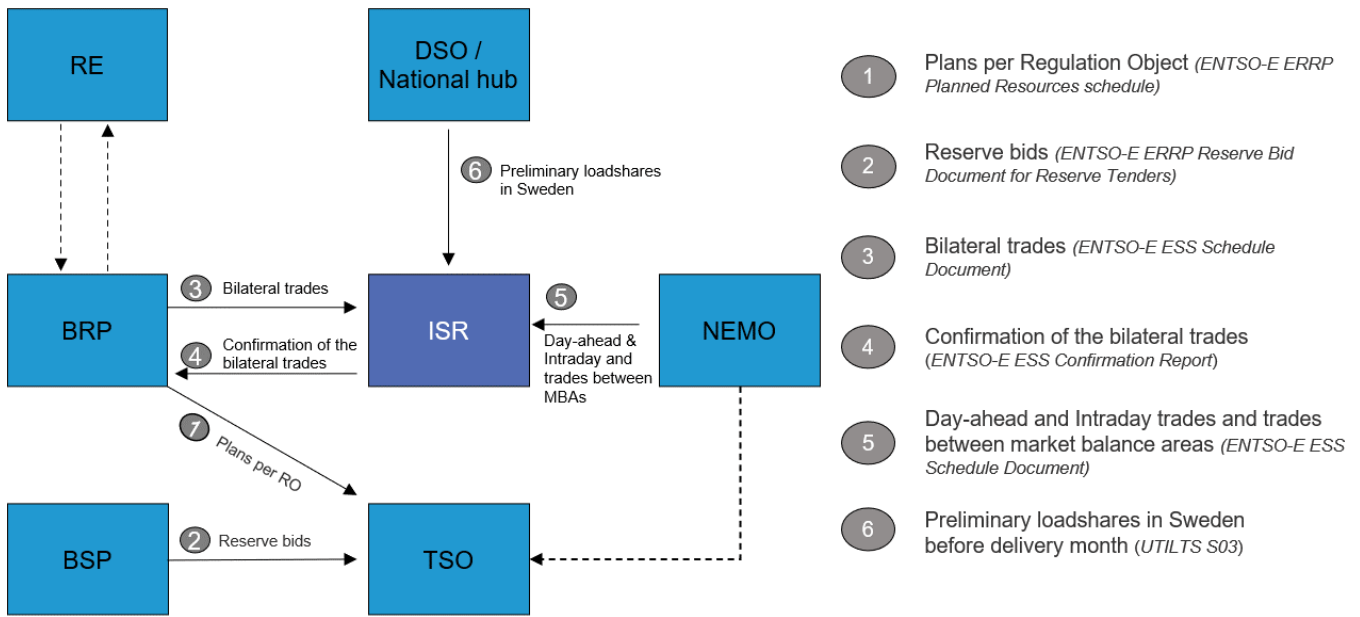 RE
DSO /
National hub
6
Preliminary loadshares
in Sweden
BRP
3
Bilateral trades
4
Confirmation of the
bilateral trades
ISR
5
Day-ahead &
Intraday and
trades between
MBAs
NEMO
1
Plans per RO
BSP
2
Reserve bids
TSO
1
Plans per Regulation Object (ENTSO-E ERRP
Planned Resources schedule)
2
Reserve bids (ENTSO-E ERRP Reserve Bid
Document for Reserve Tenders)
3
Bilateral trades (ENTSO-E ESS Schedule
Document)
4
Confirmation of the bilateral trades
(ENTSO-E ESS Confirmation Report)
5
Day-ahead and Intraday trades and trades
between market balance areas (ENTSO-E ESS
Schedule Document)
6
Preliminary loadshares in Sweden
before delivery month (UTILTS S03)